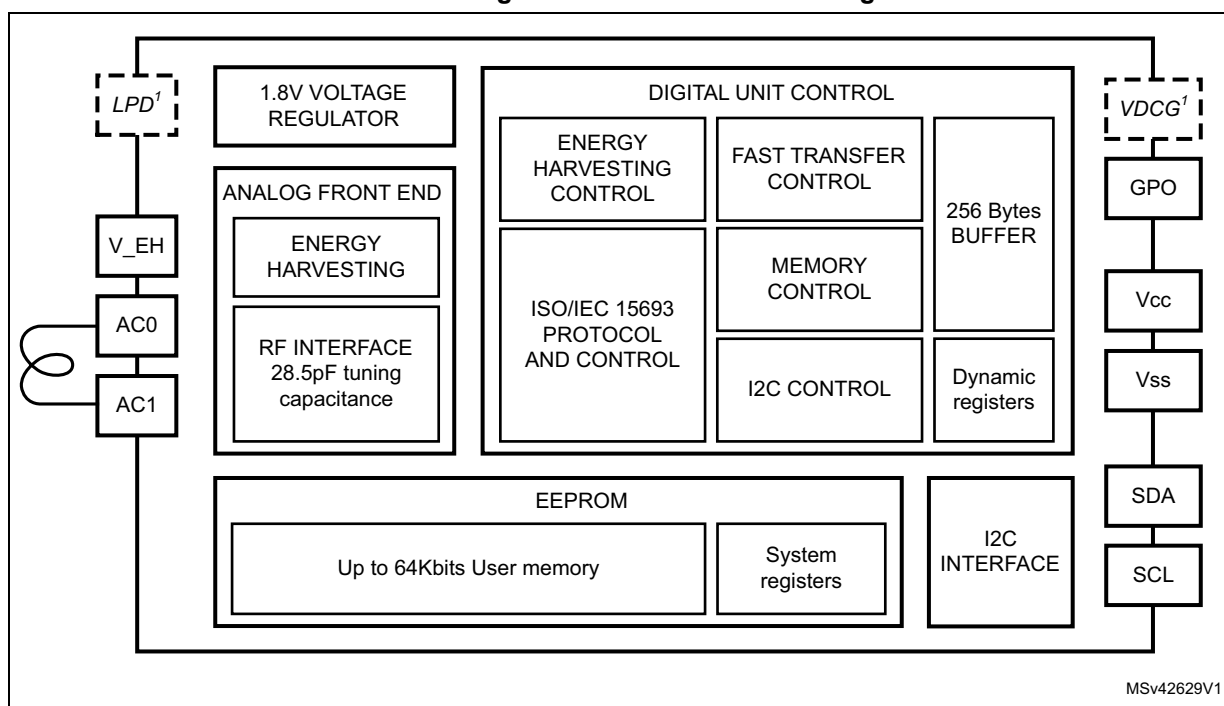 LPD¹
V_EH
AC0
AC1
1.8V VOLTAGE
REGULATOR
ANALOG FRONT END
ENERGY
HARVESTING
RF INTERFACE
28.5pF tuning
capacitance
DIGITAL UNIT CONTROL
ENERGY
HARVESTING
CONTROL
FAST TRANSFER
CONTROL
256 Bytes
BUFFER
ISO/IEC 15693
PROTOCOL
AND CONTROL
MEMORY
CONTROL
I2C CONTROL
Dynamic
registers
EEPROM
Up to 64Kbits User memory
System
registers
I2C
INTERFACE
VDCG¹
GPO
Vcc
Vss
SDA
SCL
MSv42629V1